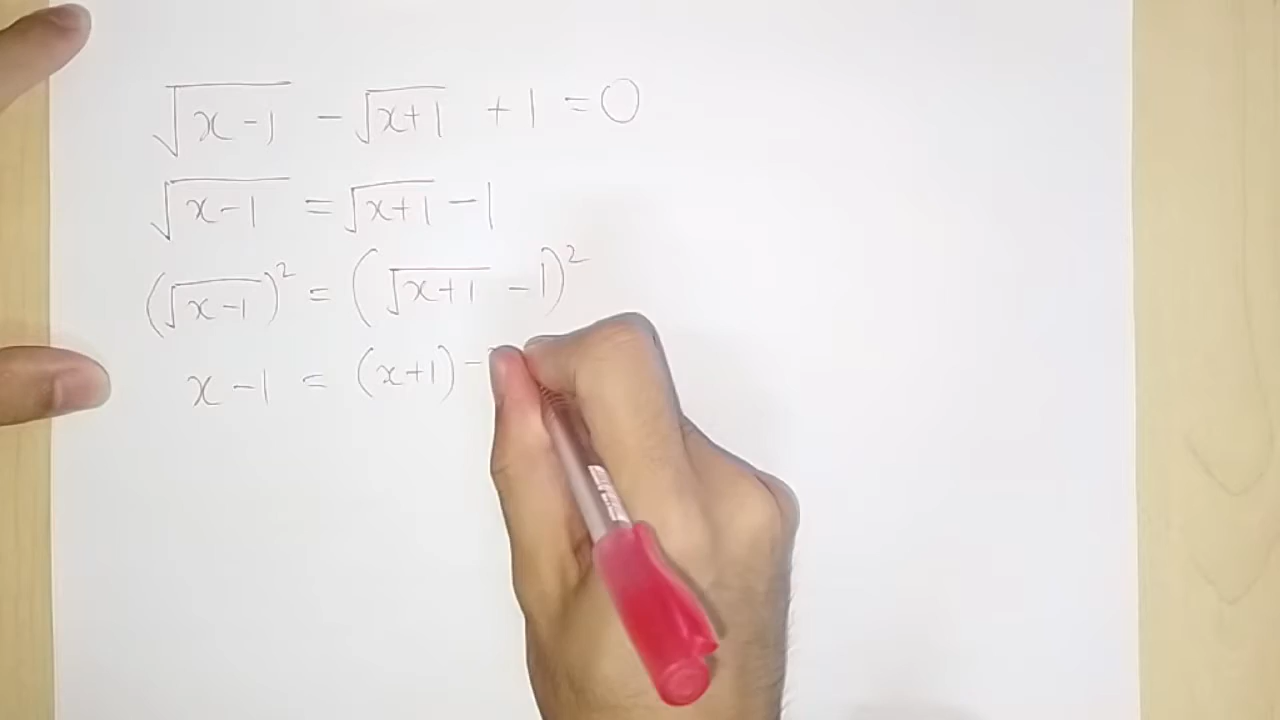 √(x-1) - √(x+1) + 1 = 0
√(x-1) = √(x+1) - 1
(√(x-1))² = (√(x+1) - 1)²
x - 1 = (x+1) -